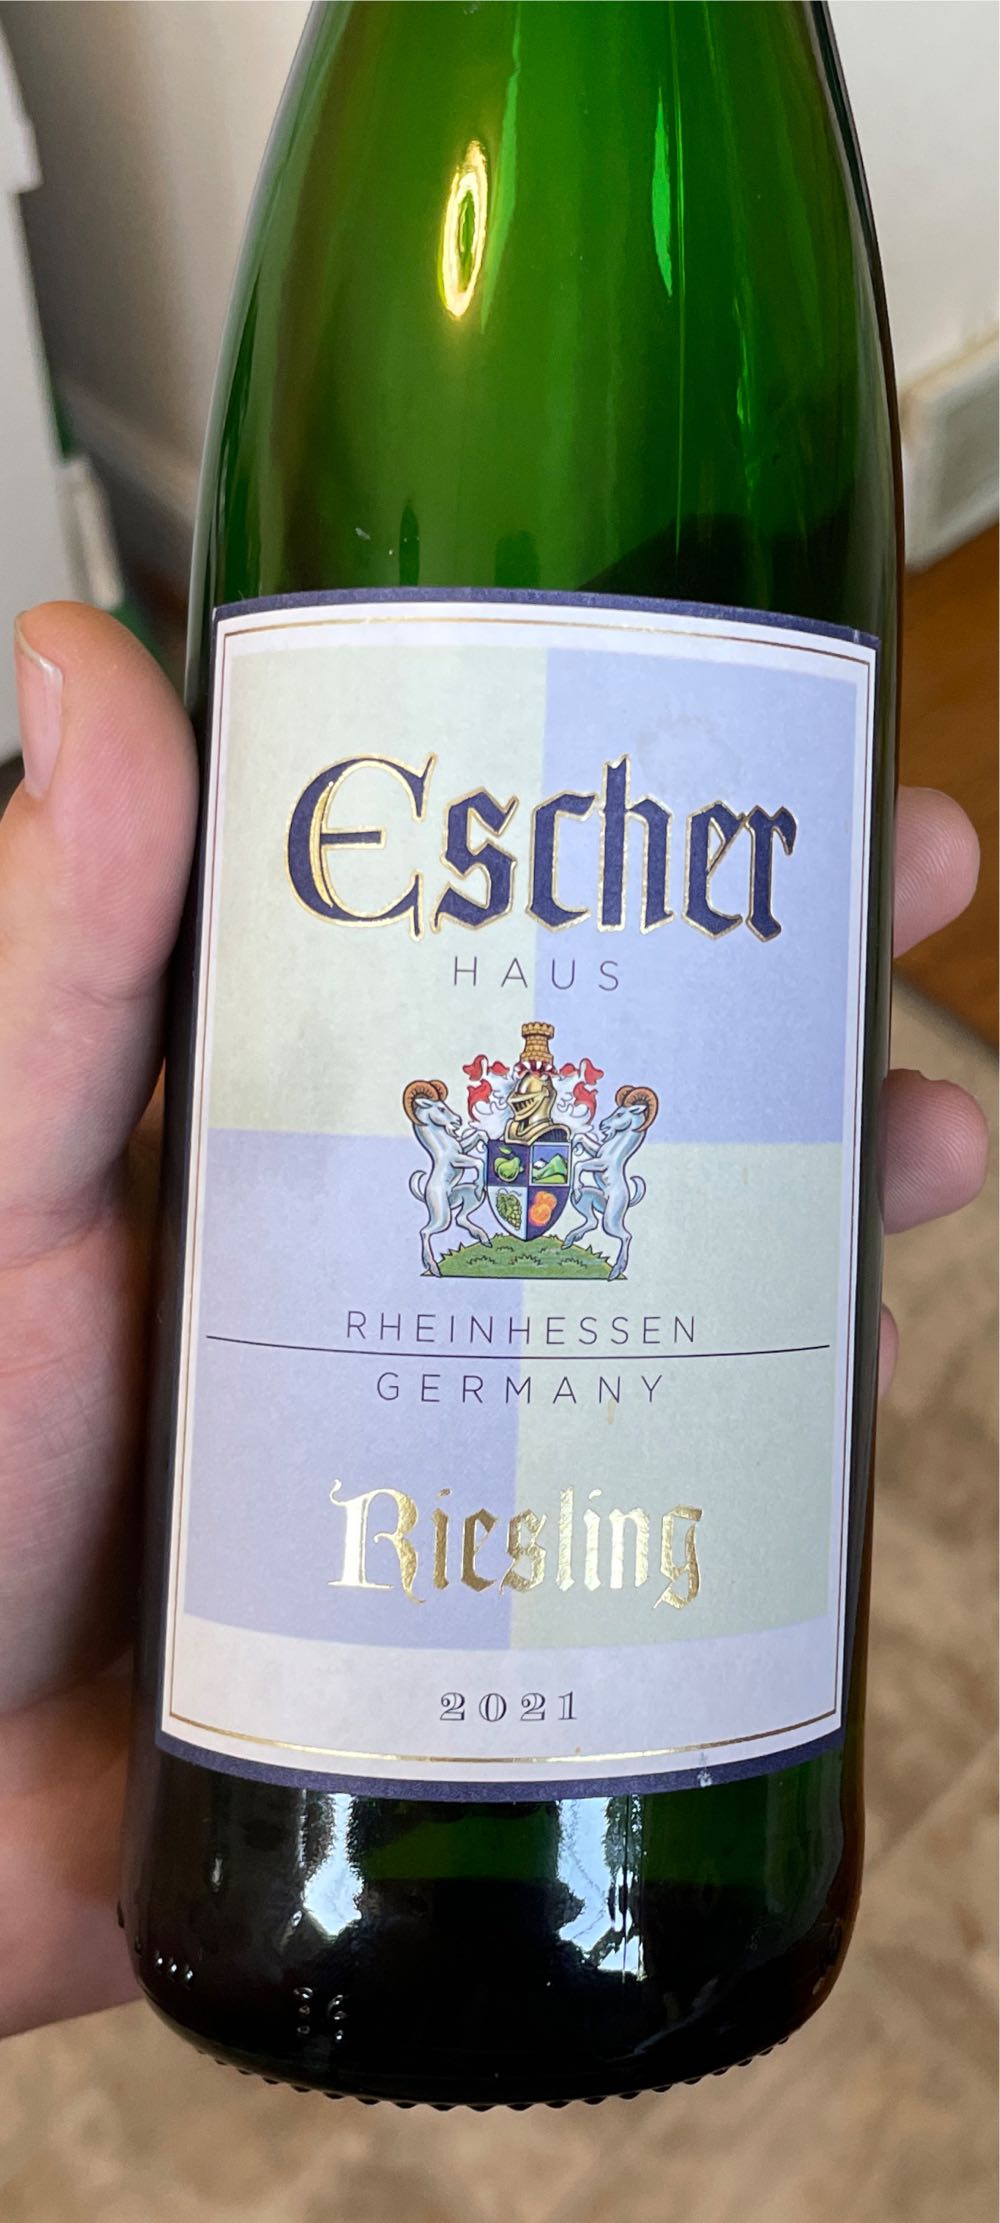 Escher
HAUS
RHEINHESSEN
GERMANY
Riesling
2021